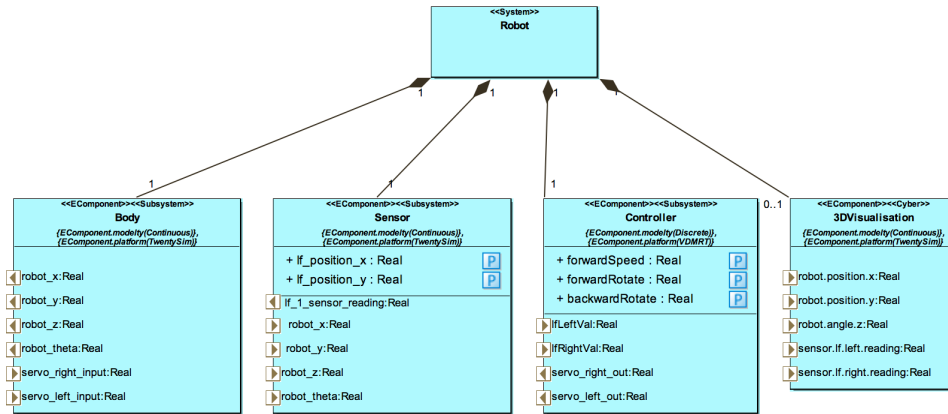 <<System>>
Robot
1
1
1
1
1
1
1
0..1
<<EComponent>><<Subsystem>>
Body
{EComponent.modelty(Continuous)},
{EComponent.platform(TwentySim)}
robot_x:Real
robot_y:Real
robot_z:Real
robot_theta:Real
servo_right_input:Real
servo_left_input:Real
<<EComponent>><<Subsystem>>
Sensor
{EComponent.modelty(Continuous)},
{EComponent.platform(TwentySim)}
+ lf_position_x : Real P
+ lf_position_y : Real P
lf_1_sensor_reading:Real
robot_x:Real
robot_y:Real
robot_z:Real
robot_theta:Real
<<EComponent>><<Subsystem>>
Controller
{EComponent.modelty(Discrete)},
{EComponent.platform(VDMRT)}
+ forwardSpeed : Real P
+ forwardRotate : Real P
+ backwardRotate : Real P
lfLeftVal:Real
lfRightVal:Real
servo_right_out:Real
servo_left_out:Real
<<EComponent>><<Cyber>>
3DVisualisation
{EComponent.modelty(Continuous)},
{EComponent.platform(TwentySim)}
robot.position.x:Real
robot.position.y:Real
robot.angle.z:Real
sensor.lf.left.reading:Real
sensor.lf.right.reading:Real